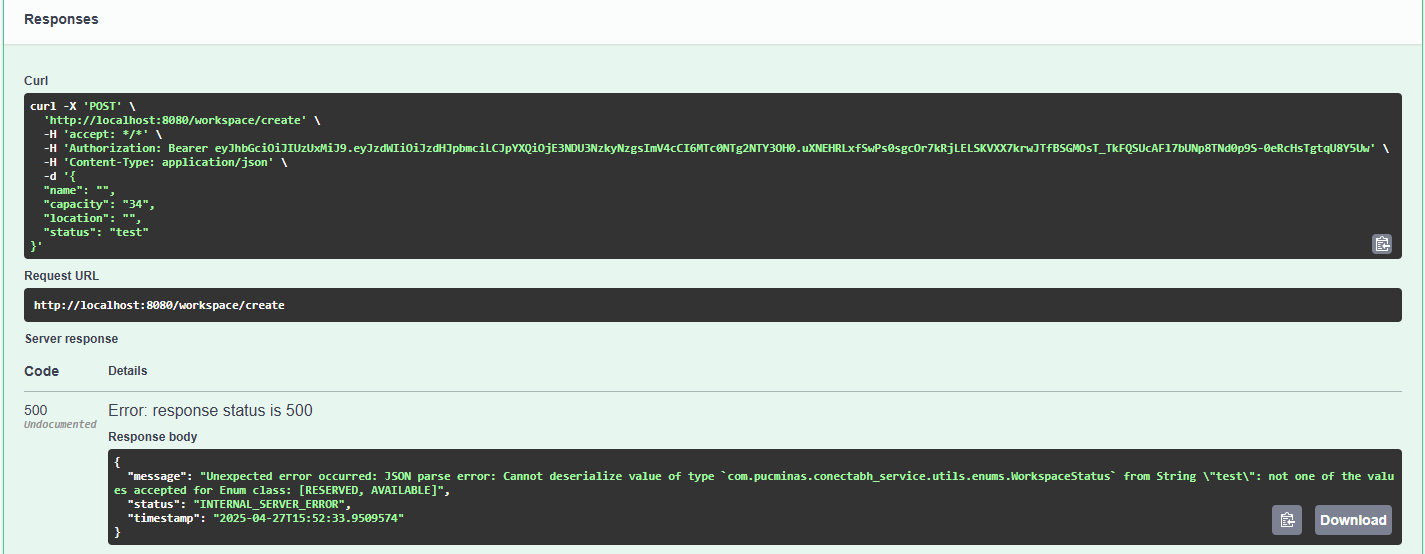 Responses
Curl
curl -X 'POST' \
'http://localhost:8080/workspace/create' \
-H 'accept: */*' \
-H 'Authorization: Bearer eyJhbGciOiJIUzUxMiJ9.eyJzdWIiOiJzdHJpbmciLCJpYXQiOjE3NDU3NzkyNzgsImV4cCI6MTc0NTg2NTY3OH0.uXNEHRLxfSwPs0sgcOr7kRjLELSKVXX7krwJTfBSGMOsT_TkFQSUcAFl7bUNp8TNd0p9S-0eRcHsTgtqU8Y5Uw' \
-H 'Content-Type: application/json' \
-d '{
"name": "",
"capacity": "34",
"location": "",
"status": "test"
}'
Request URL
http://localhost:8080/workspace/create
Server response
Code Details
500 Error: response status is 500
Undocumented
Response body
{
"message": "Unexpected error occurred: JSON parse error: Cannot deserialize value of type `com.pucminas.conectabh_service.utils.enums.WorkspaceStatus` from String \"test\": not one of the valu
es accepted for Enum class: [RESERVED, AVAILABLE]",
"status": "INTERNAL_SERVER_ERROR",
"timestamp": "2025-04-27T15:52:33.9509574"
}
Download